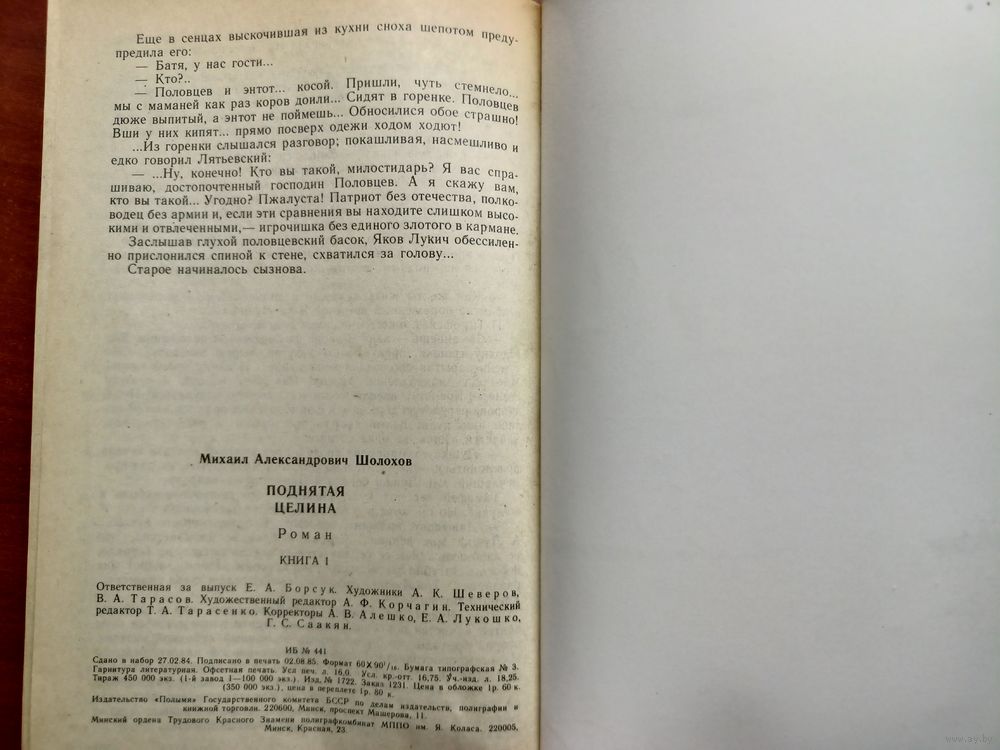 Еще в сенцах выскочившая из кухни сноха шепотом преду-
предила его:
— Батя, у нас гости...
— Кто?..
— Половцев и энтот... косой. Пришли, чуть стемнело...
мы с маманей как раз коров доили... Сидят в горенке. Половцев
дюже выпитый, а энтот не поймешь... Обносилися обое страшно!
Вши у них кипят... прямо посверх одежи ходом ходют!
...Из горенки слышался разговор; покашливая, насмешливо и
едко говорил Лятьевский:
— ...Ну, конечно! Кто вы такой, милостидарь? Я вас спра-
шиваю, достопочтенный господин Половцев. А я скажу вам,
кто вы такой... Угодно? Пжалуста! Патриот без отечества, полко-
водец без армии и, если эти сравнения вы находите слишком высо-
кими и отвлеченными,— игрочишка без единого злотого в кармане.
Заслышав глухой половцевский басок, Яков Лукич обессилен-
но прислонился спиной к стене, схватился за голову...
Старое начиналось сызнова.
Михаил Александрович Шолохов
ПОДНЯТАЯ
ЦЕЛИНА
Роман
КНИГА I
Ответственная за выпуск Е. А. Борсук. Художники А. К. Шеверов,
В. А. Тарасов. Художественный редактор А. Ф. Корчагин. Технический
редактор Т. А. Тарасенко. Корректоры А. В. Алешко, Е. А. Лукошко,
Г. С. Саакян.
ИБ № 441
Сдано в набор 27.02.84. Подписано в печать 02.08.85. Формат 60×90¹/₁₆. Бумага типографская № 3.
Гарнитура литературная. Офсетная печать. Усл печ. л. 16,0. Усл. кр.-отт. 16,75. Уч.-изд. л. 18,25.
Тираж 450 000 экз. (1-й завод 1—100 000 экз.). Изд. № 1722. Заказ 1231. Цена в обложке 1р. 60 к.
(350 000 экз.), цена в переплете 1р. 80 к.
Издательство «Полымя» Государственного комитета БССР по делам издательств, полиграфии и
книжной торговли. 220600, Минск, проспект Машерова, 11.
Минский ордена Трудового Красного Знамени полиграфкомбинат МППО им. Я. Коласа. 220005,
Минск, Красная, 23.
www.ay.by